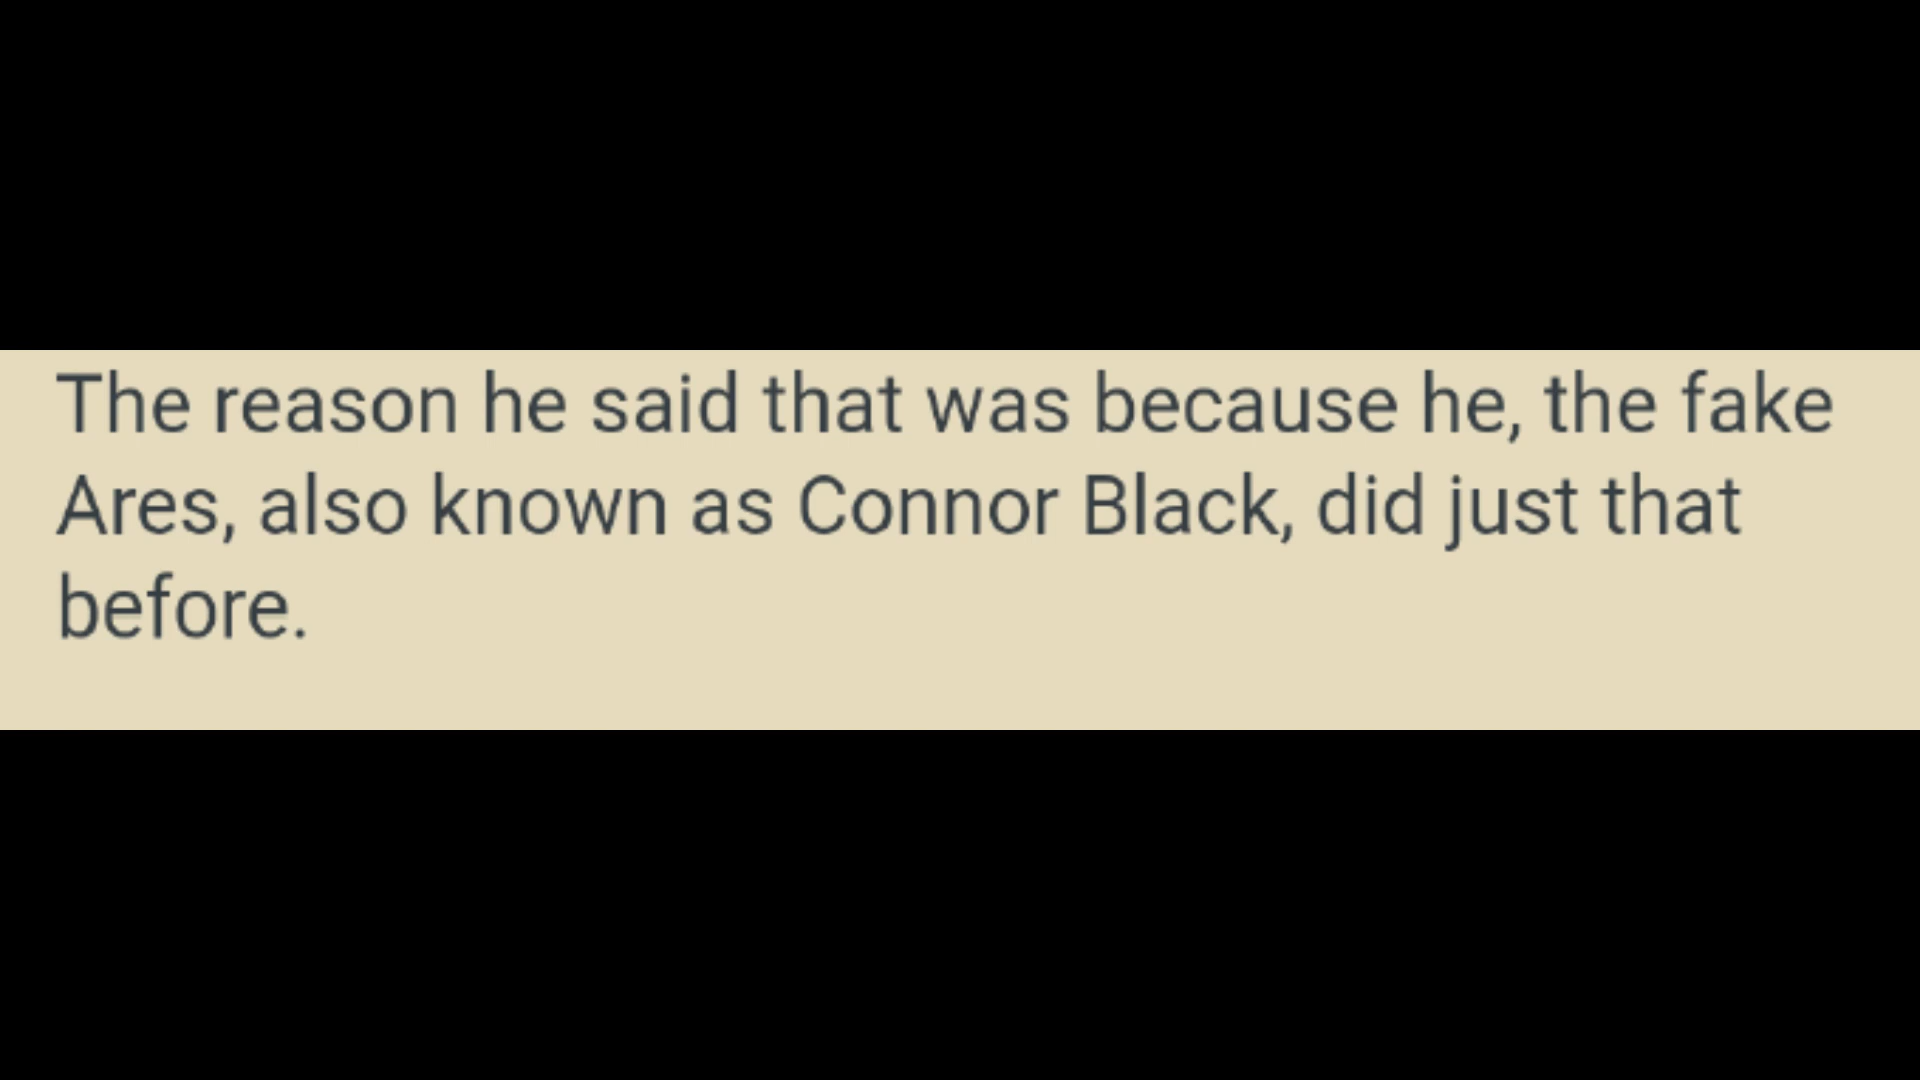 The reason he said that was because he, the fake
Ares, also known as Connor Black, did just that
before.